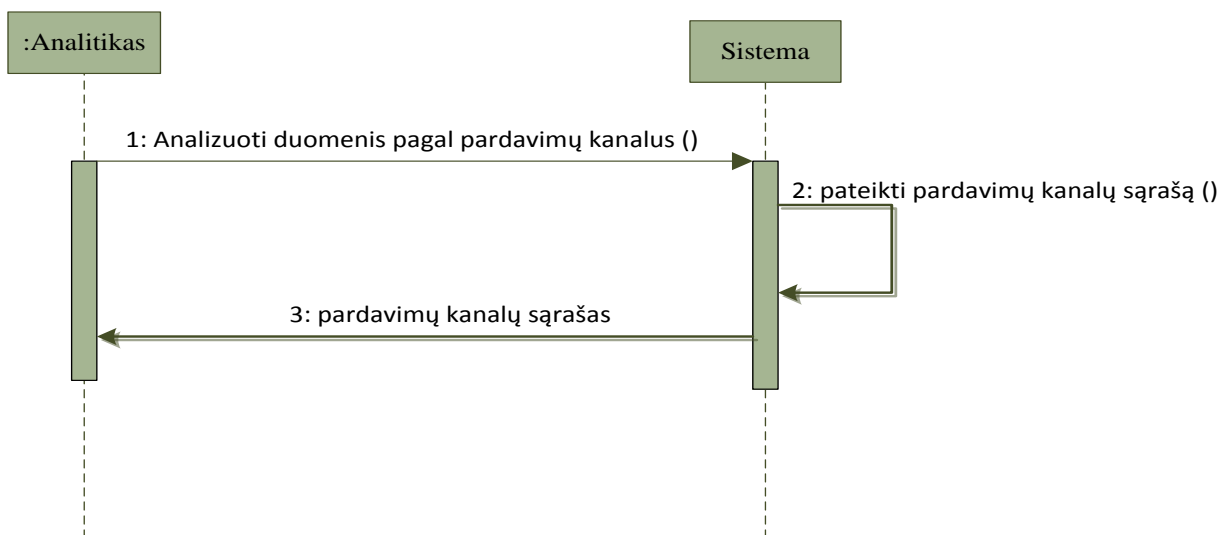 :Analitikas
Sistema
1: Analizuoti duomenis pagal pardavimų kanalus ()
2: pateikti pardavimų kanalų sąrašą ()
3: pardavimų kanalų sąrašas